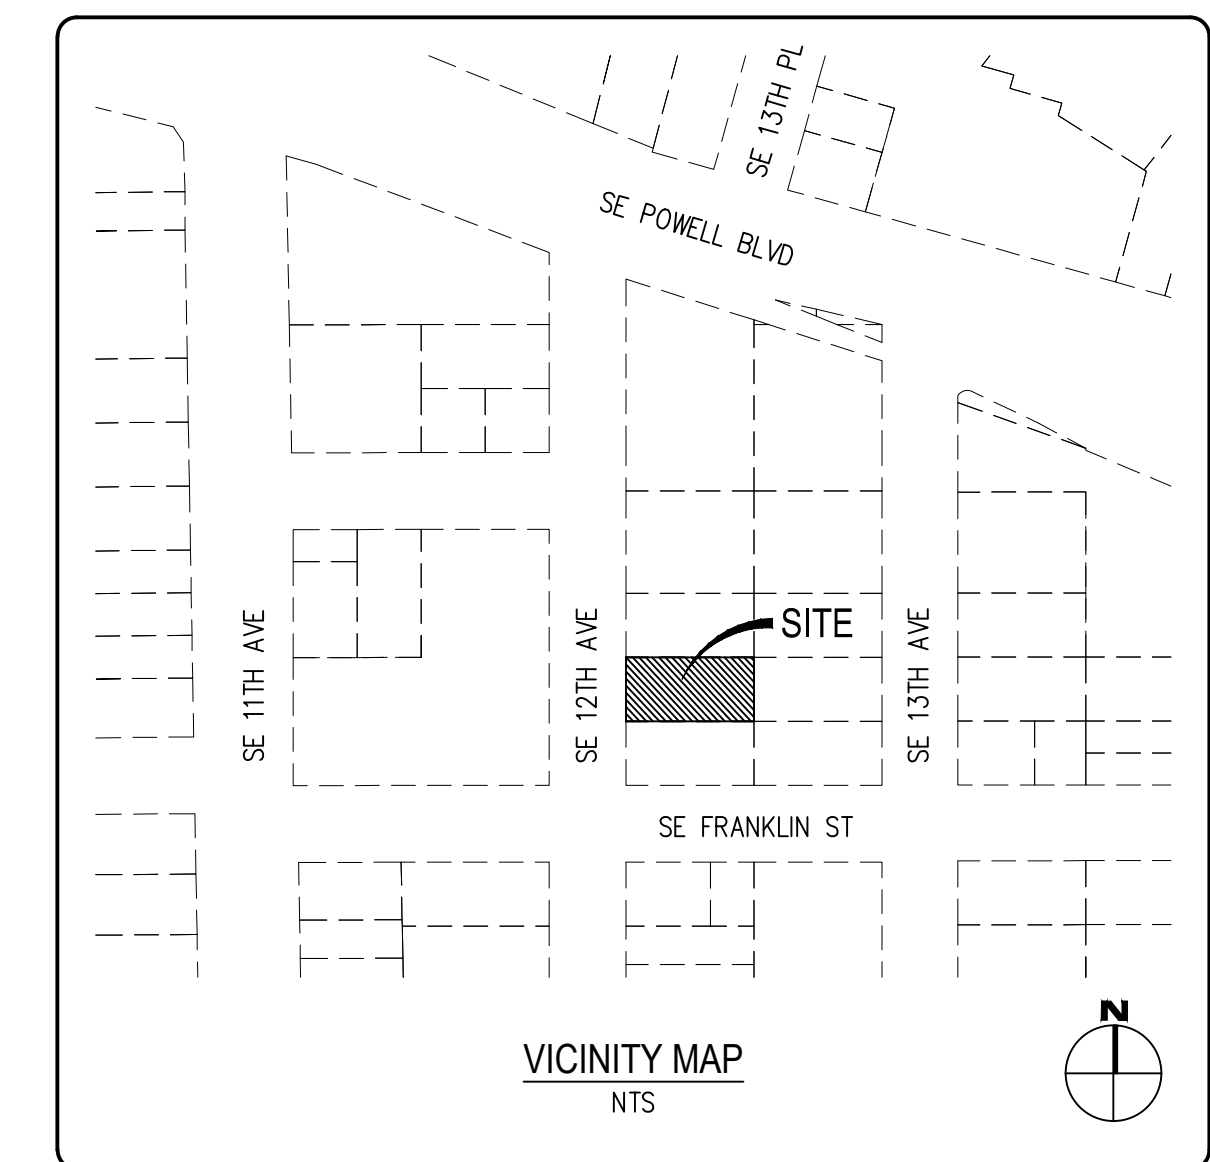 SE 13TH PL
SE POWELL BLVD
SE 11TH AVE
SE 12TH AVE
SITE
SE 13TH AVE
SE FRANKLIN ST
N
VICINITY MAP
NTS